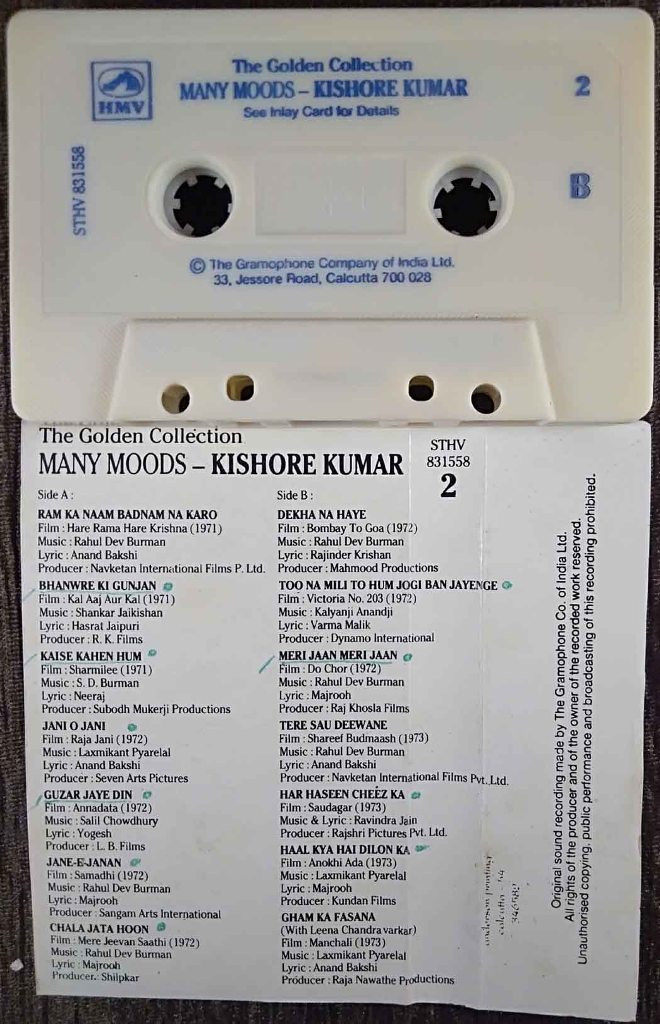 The Golden Collection
MANY MOODS – KISHORE KUMAR
See Inlay Card for Details
HMV
2
B
STHV 831558
© The Gramophone Company of India Ltd.
33, Jessore Road, Calcutta 700 028
The Golden Collection
MANY MOODS – KISHORE KUMAR
STHV
831558
2
Side A :
RAM KA NAAM BADNAM NA KARO
Film : Hare Rama Hare Krishna (1971)
Music : Rahul Dev Burman
Lyric : Anand Bakshi
Producer : Navketan International Films P. Ltd.
BHANWRE KI GUNJAN
Film : Kal Aaj Aur Kal (1971)
Music : Shankar Jaikishan
Lyric : Hasrat Jaipuri
Producer : R. K. Films
KAISE KAHEN HUM
Film : Sharmilee (1971)
Music : S. D. Burman
Lyric : Neeraj
Producer : Subodh Mukerji Productions
JANI O JANI
Film : Raja Jani (1972)
Music : Laxmikant Pyarelal
Lyric : Anand Bakshi
Producer : Seven Arts Pictures
GUZAR JAYE DIN
Film : Annadata (1972)
Music : Salil Chowdhury
Lyric : Yogesh
Producer : L. B. Films
JANE-E-JANAN
Film : Samadhi (1972)
Music : Rahul Dev Burman
Lyric : Majrooh
Producer : Sangam Arts International
CHALA JATA HOON
Film : Mere Jeevan Saathi (1972)
Music : Rahul Dev Burman
Lyric : Majrooh
Producer : Shilpkar
Side B :
DEKHA NA HAYE
Film : Bombay To Goa (1972)
Music : Rahul Dev Burman
Lyric : Rajinder Krishan
Producer : Mahmood Productions
TOO NA MILI TO HUM JOGI BAN JAYENGE
Film : Victoria No. 203 (1972)
Music : Kalyanji Anandji
Lyric : Varma Malik
Producer : Dynamo International
MERI JAAN MERI JAAN
Film : Do Chor (1972)
Music : Rahul Dev Burman
Lyric : Majrooh
Producer : Raj Khosla Films
TERE SAU DEEWANE
Film : Shareef Budmaash (1973)
Music : Rahul Dev Burman
Lyric : Anand Bakshi
Producer : Navketan International Films Pvt. Ltd.
HAR HASEEN CHEEZ KA
Film : Saudagar (1973)
Music & Lyric : Ravindra Jain
Producer : Rajshri Pictures Pvt. Ltd.
HAAL KYA HAI DILON KA
Film : Anokhi Ada (1973)
Music : Laxmikant Pyarelal
Lyric : Majrooh
Producer : Kundan Films
GHAM KA FASANA
(With Leena Chandravarkar)
Film : Manchali (1973)
Music : Laxmikant Pyarelal
Lyric : Anand Bakshi
Producer : Raja Nawathe Productions
calcutta - 54
Original sound recording made by The Gramophone Co. of India Ltd.
All rights of the producer and of the owner of the recorded work reserved.
Unauthorised copying, public performance and broadcasting of this recording prohibited.